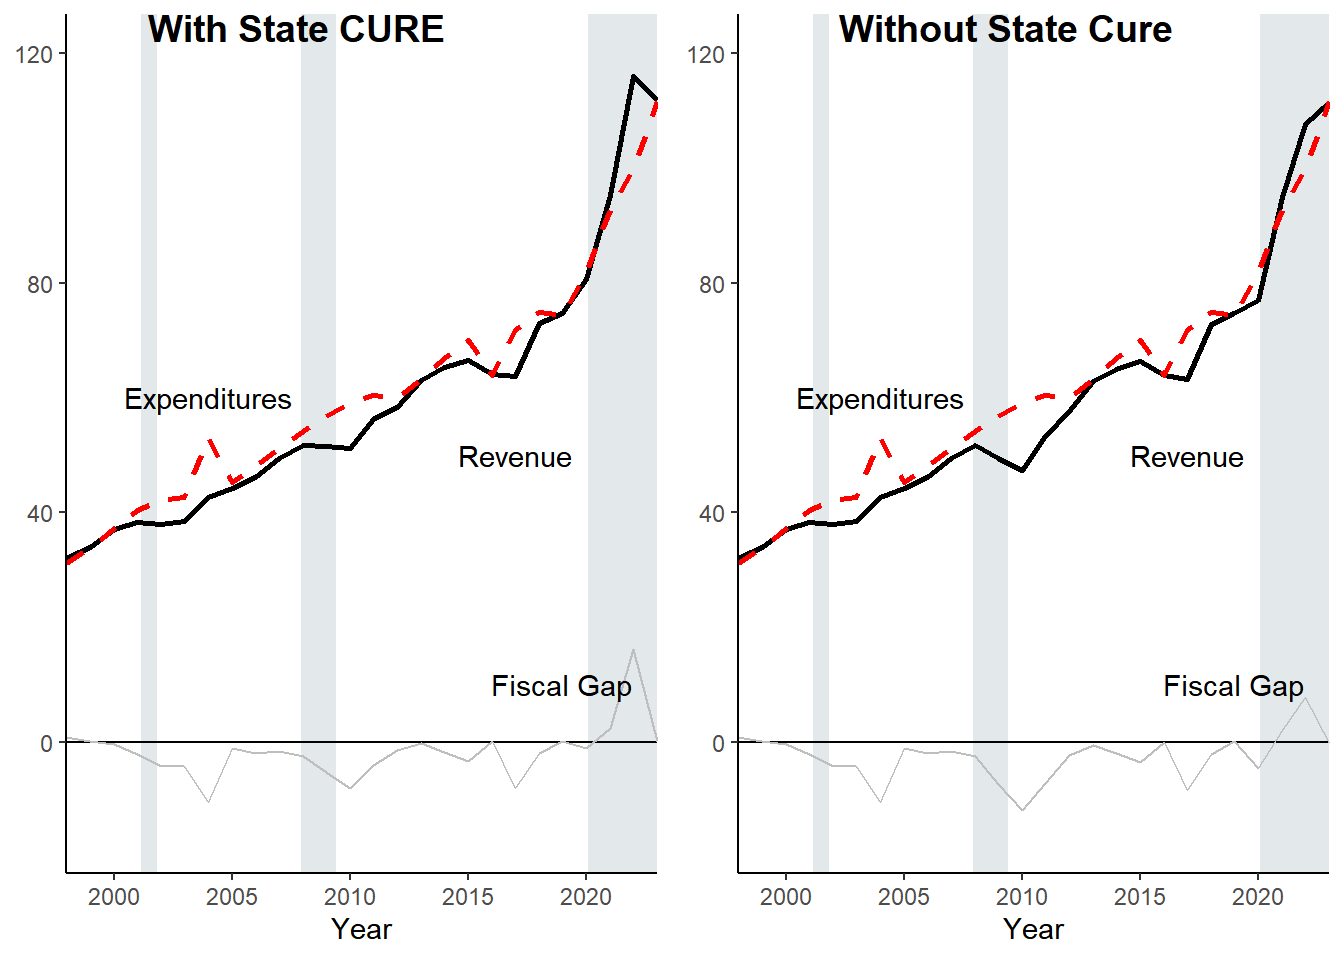 With State CURE
120
80
40
0
Expenditures
Revenue
Fiscal Gap
2000 2005 2010 2015 2020
Year
Without State Cure
120
80
40
0
Expenditures
Revenue
Fiscal Gap
2000 2005 2010 2015 2020
Year